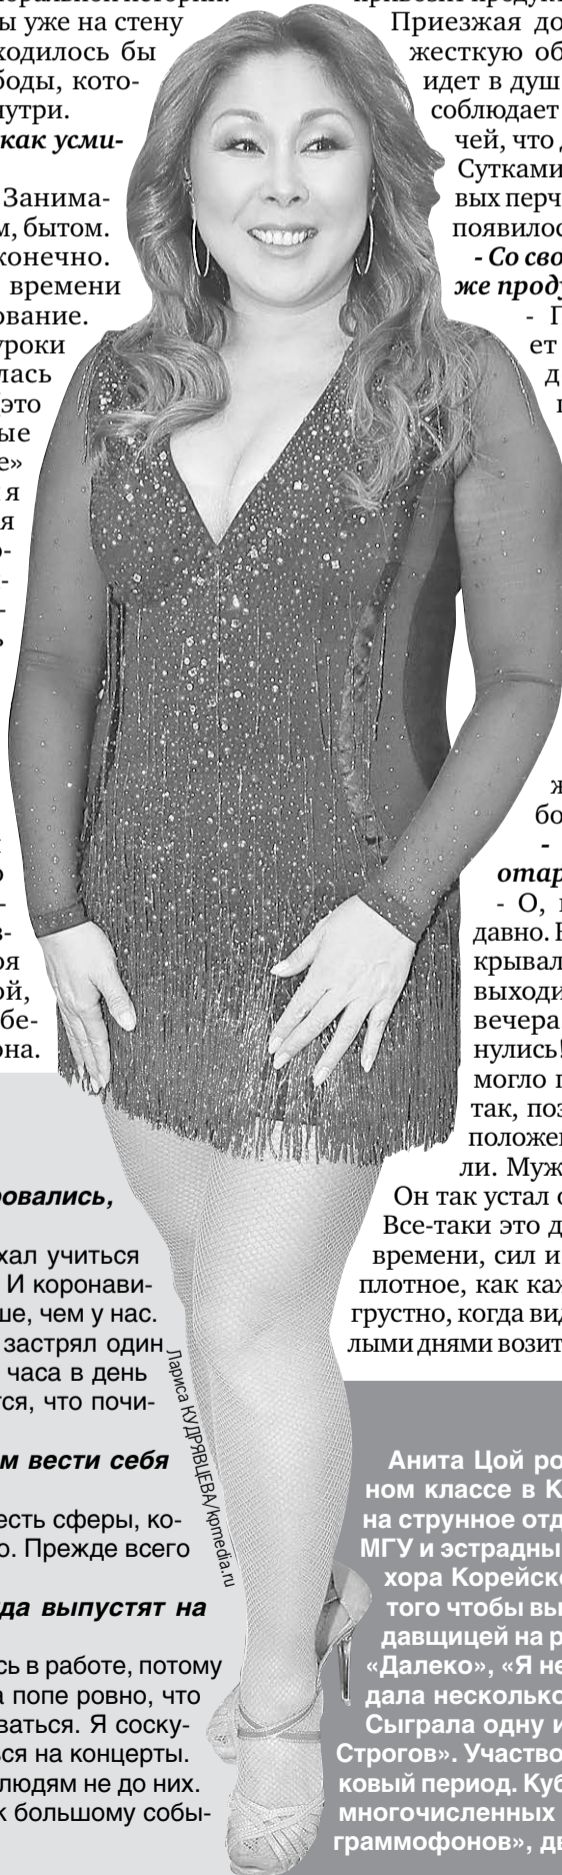 ы уже на стену
ходилось бы
боды, кото-
нутри.
как усми-
Занима-
м, бытом.
конечно.
времени
ование.
уроки
лась
это
ые
е»
я
я
о-
-
-
ь
о
-
в-
оя
ой,
бе-
она.
ровались,
хал учиться
И коронави-
ше, чем у нас.
застрял один
часа в день
тся, что почи-
м вести себя
есть сферы, ко-
о. Прежде всего
да выпустят на
сь в работе, потому
а попе ровно, что
ваться. Я соску-
ься на концерты.
людям не до них.
к большому собы-
Лариса КУДРЯВЦЕВА/kpmedia.ru
Приезжая до
жесткую об
идет в душ
соблюдает
чей, что
Сутками
вых перч
появилос
- Со сво
же проду
- П
ет
д
ж
бо
-
отар
- О,
давно. Н
крывал
выходи
вечера
нулись!
могло п
так, поз
положен
ли. Муж
Он так устал о
Все-таки это д
времени, сил и
плотное, как каж
грустно, когда вид
лыми днями возит
Анита Цой ро
ном классе в К
на струнное отд
МГУ и эстрадны
хора Корейско
того чтобы вы
давщицей на р
«Далеко», «Я не
дала несколько
Сыграла одну и
Строгов». Участво
ковый период. Куб
многочисленных
граммофонов», дв